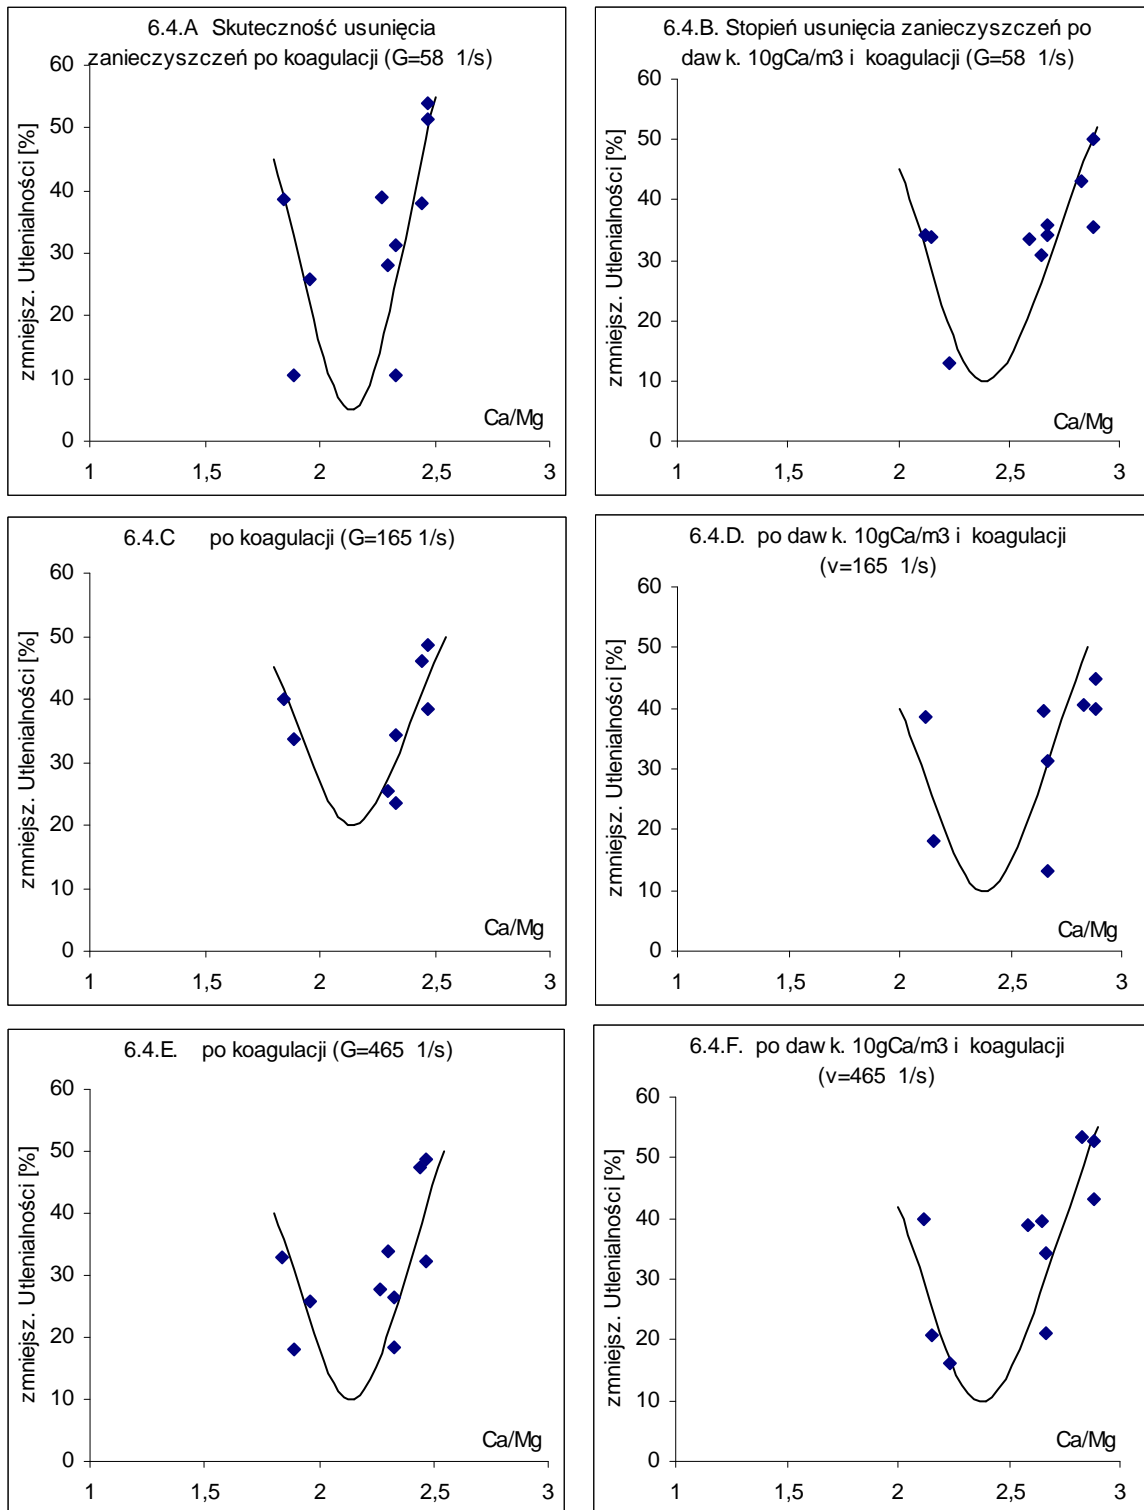 6.4.A Skuteczność usunięcia
zanieczyszczeń po koagulacji (G=58 1/s)
zmniejsz. Utlenialności [%]
60
50
40
30
20
10
0
Ca/Mg
1 1,5 2 2,5 3
6.4.B. Stopień usunięcia zanieczyszczeń po
dawk. 10gCa/m3 i koagulacji (G=58 1/s)
zmniejsz. Utlenialności [%]
60
50
40
30
20
10
0
Ca/Mg
1 1,5 2 2,5 3
6.4.C po koagulacji (G=165 1/s)
zmniejsz. Utlenialności [%]
60
50
40
30
20
10
0
Ca/Mg
1 1,5 2 2,5 3
6.4.D. po dawk. 10gCa/m3 i koagulacji
(v=165 1/s)
zmniejsz. Utlenialności [%]
60
50
40
30
20
10
0
Ca/Mg
1 1,5 2 2,5 3
6.4.E. po koagulacji (G=465 1/s)
zmniejsz. Utlenialności [%]
60
50
40
30
20
10
0
Ca/Mg
1 1,5 2 2,5 3
6.4.F. po dawk. 10gCa/m3 i koagulacji
(v=465 1/s)
zmniejsz. Utlenialności [%]
60
50
40
30
20
10
0
Ca/Mg
1 1,5 2 2,5 3